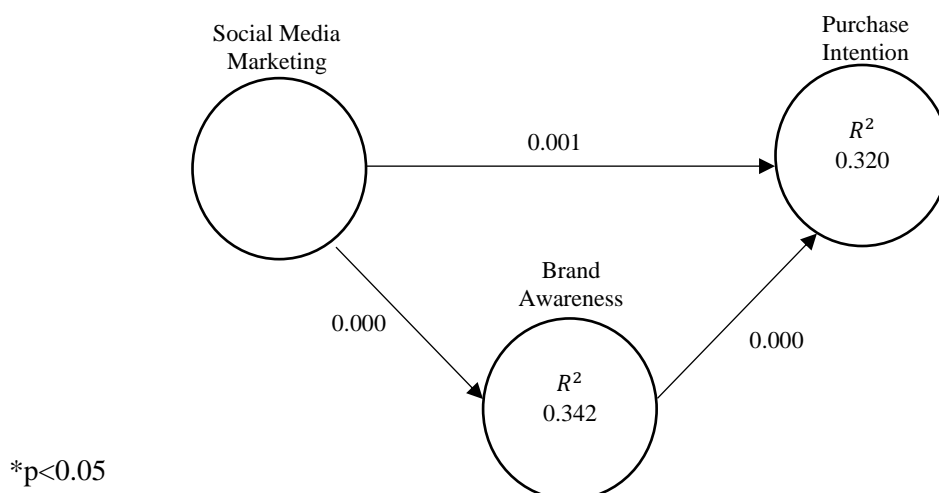 Social Media
Marketing
Purchase
Intention
0.001
R²
0.320
Brand
Awareness
0.000
0.000
R²
0.342
*p<0.05